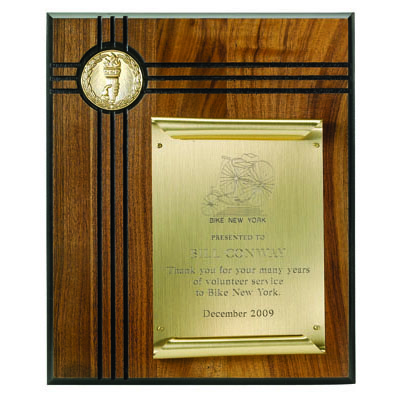 BIKE NEW YORK
PRESENTED TO
BILL CONWAY
Thank you for your many years
of volunteer service
to Bike New York.
December 2009